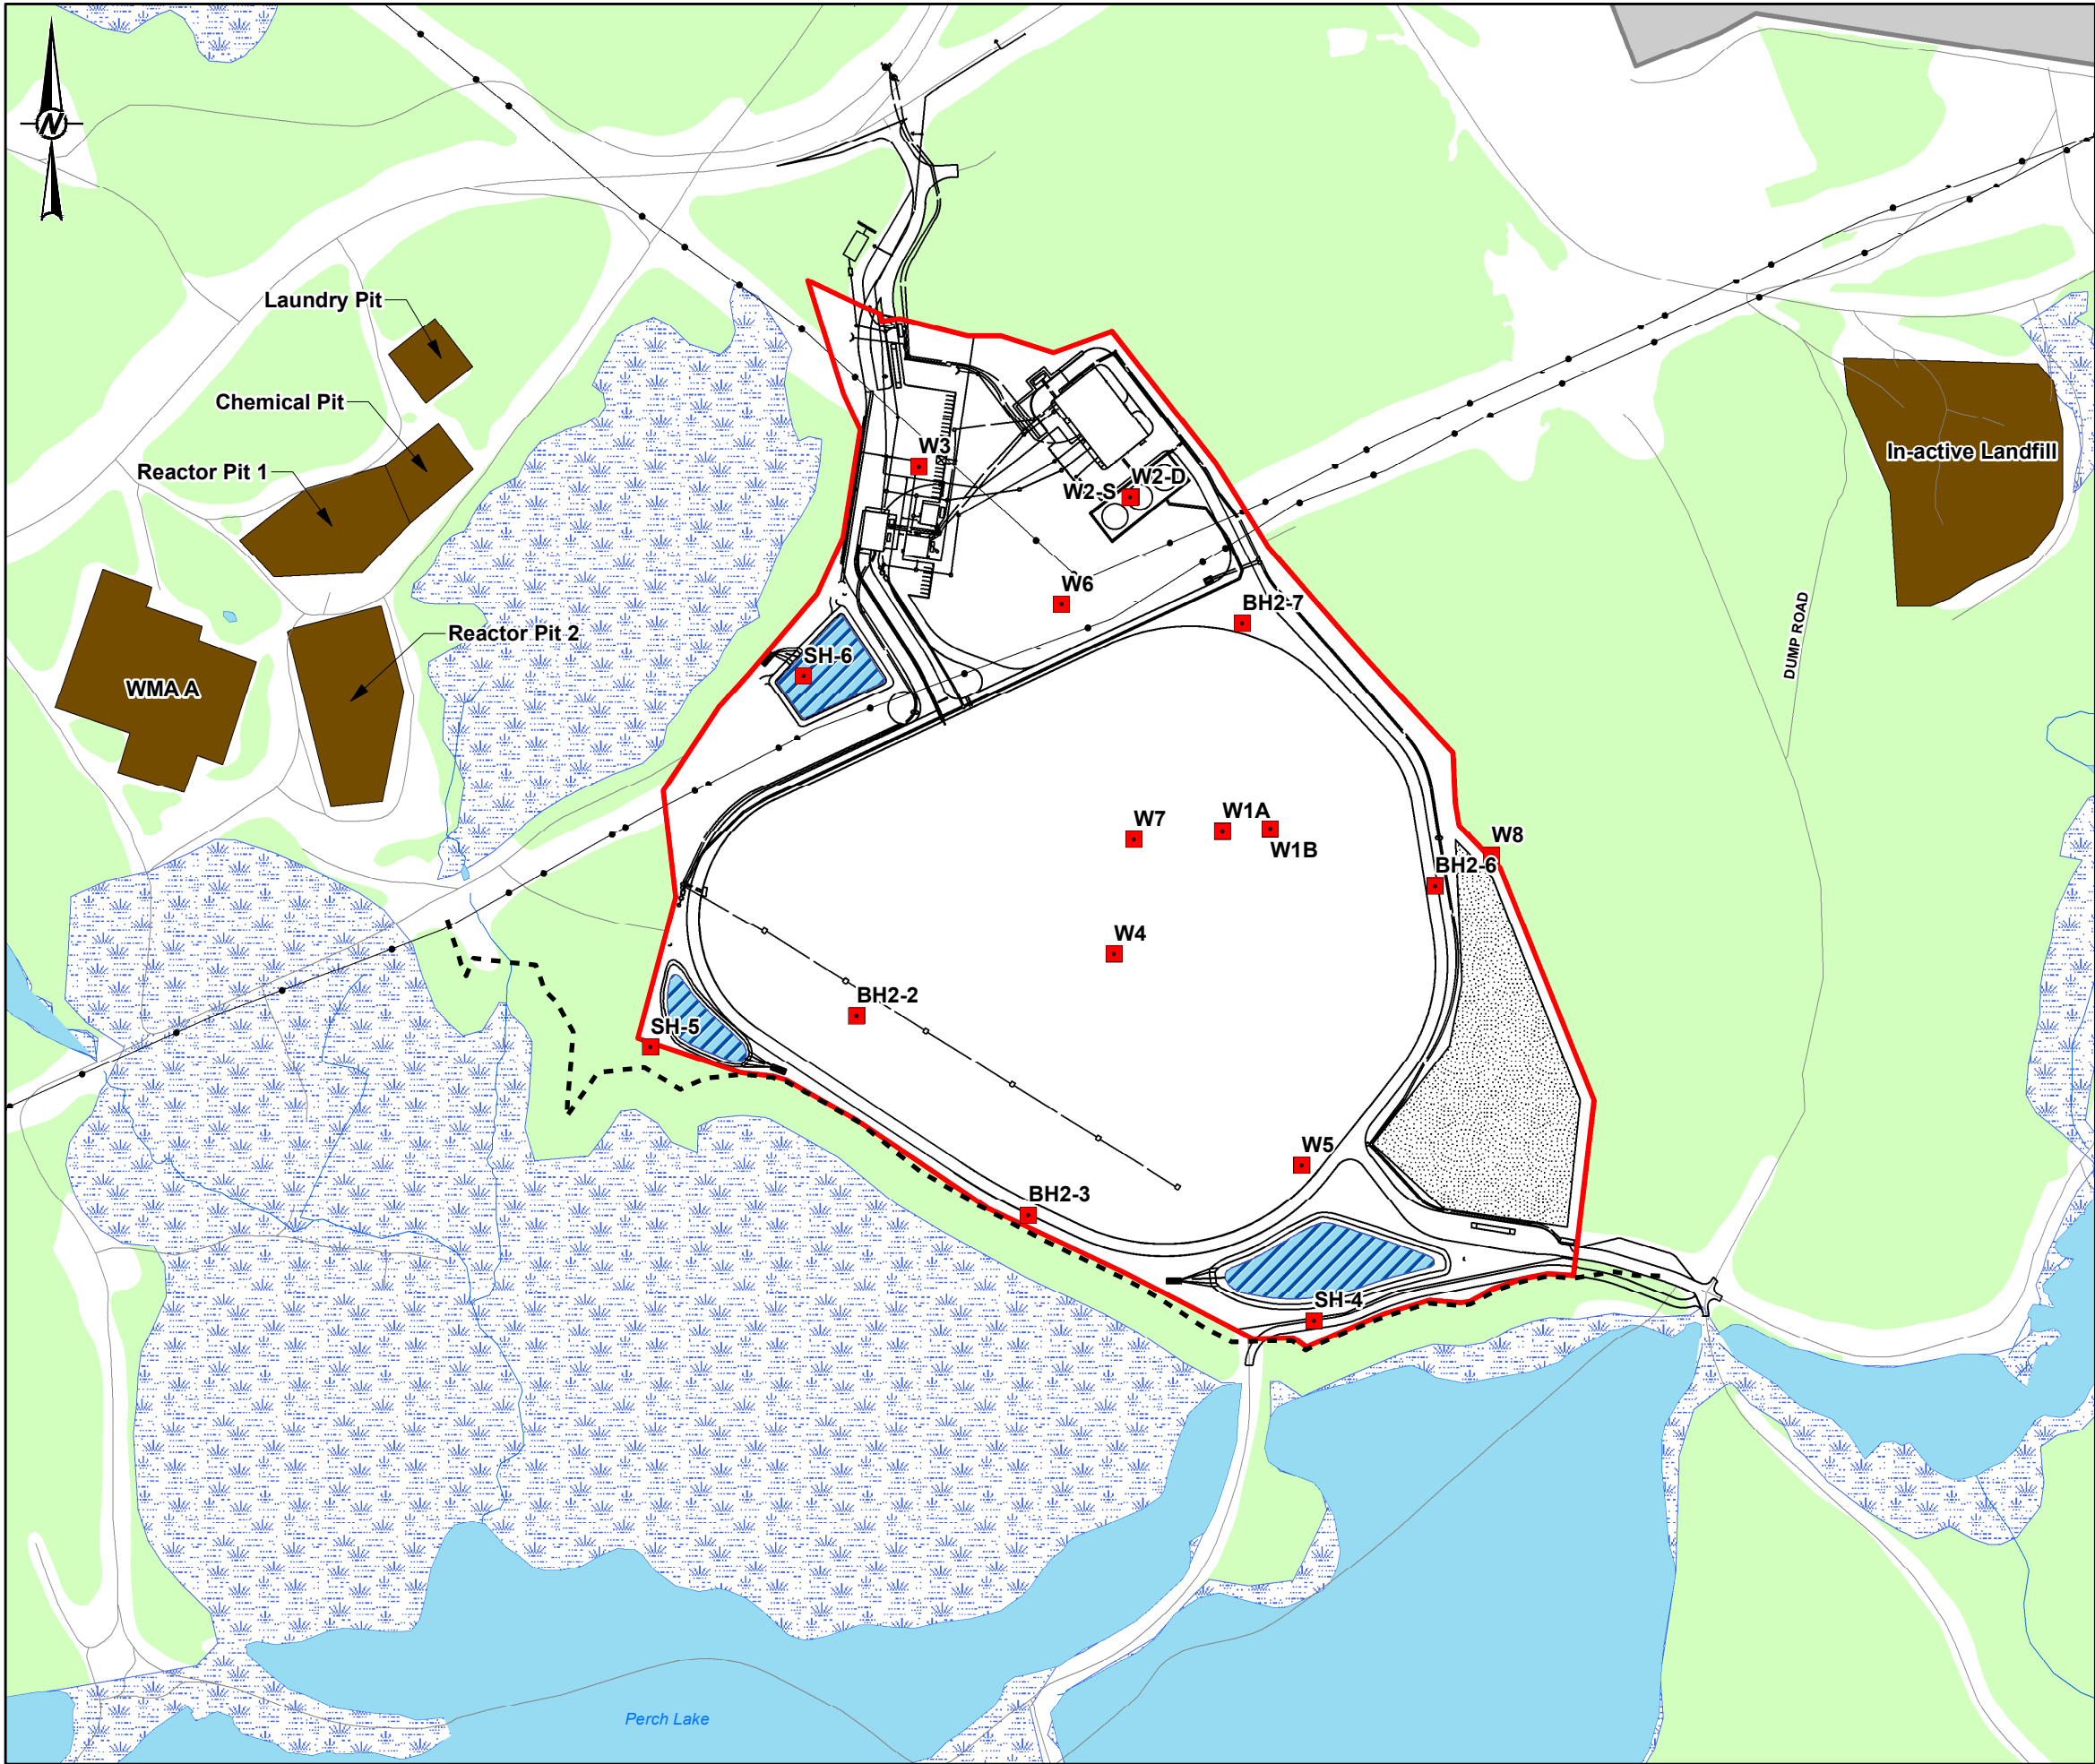 N
Laundry Pit
Chemical Pit
Reactor Pit 1
Reactor Pit 2
WMA A
In-active Landfill
DUMP ROAD
W3
W2-S
W2-D
W6
BH2-7
SH-6
W7
W1A
W1B
W8
BH2-6
W4
BH2-2
SH-5
W5
BH2-3
SH-4
Perch Lake